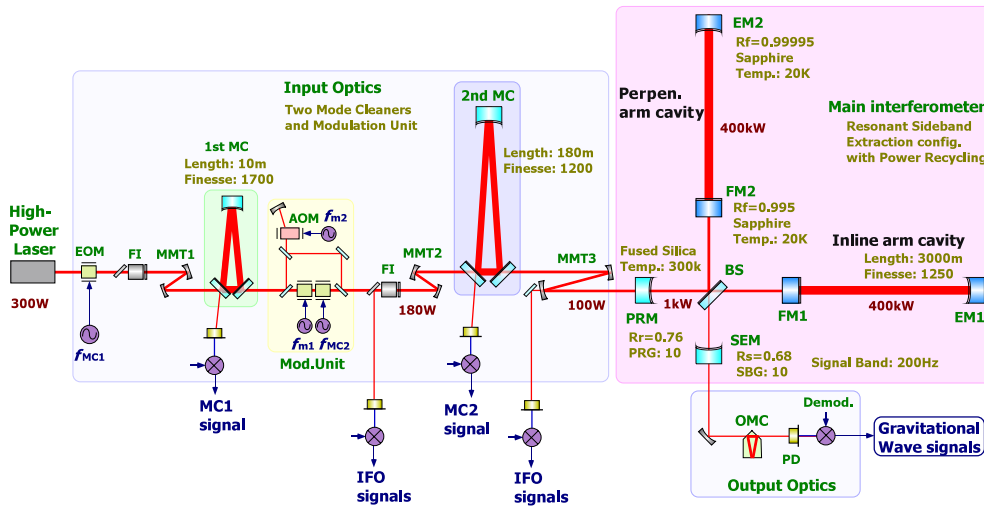 EM2
Rf=0.99995
Sapphire
Temp.: 20K
Input Optics
Two Mode Cleaners
and Modulation Unit
2nd MC
Length: 180m
Finesse: 1200
Perpen.
arm cavity
400kW
Main interferometer
Resonant Sideband
Extraction config.
with Power Recycling
1st MC
Length: 10m
Finesse: 1700
High-
Power
Laser
300W
EOM
FI
MMT1
fMC1
AOM
fm2
fm1
fMC2
Mod.Unit
FI
MMT2
180W
MMT3
100W
FM2
Rf=0.995
Sapphire
Temp.: 20K
Fused Silica
Temp.: 300k
BS
1kW
PRM
Rr=0.76
PRG: 10
Inline arm cavity
Length: 3000m
Finesse: 1250
400kW
FM1
EM1
SEM
Rs=0.68
SBG: 10
Signal Band: 200Hz
MC1
signal
IFO
signals
MC2
signal
IFO
signals
OMC
PD
Demod.
Gravitational
Wave signals
Output Optics